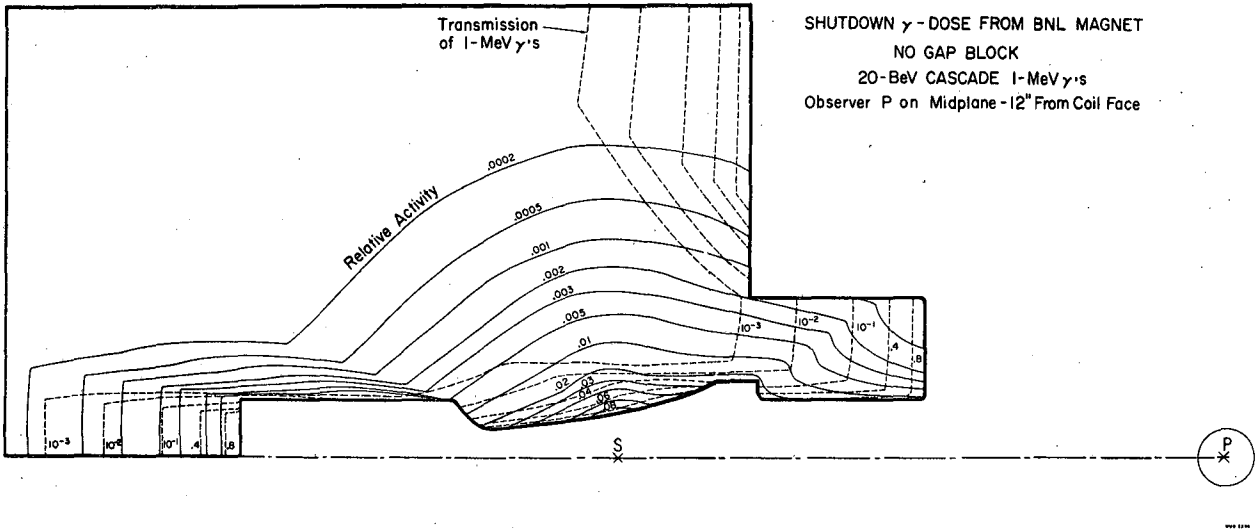 Transmission
of 1-MeV γ's
SHUTDOWN γ-DOSE FROM BNL MAGNET
NO GAP BLOCK
20-BeV CASCADE 1-MeV γ's
Observer P on Midplane-12" From Coil Face
Relative Activity
.0002
.0005
.001
.002
.003
.005
.01
.02
.03
.04
.06
.08
10-3
10-2
10-1
.4
.8
10-3
10-2
10-1
.4
.8
S
P